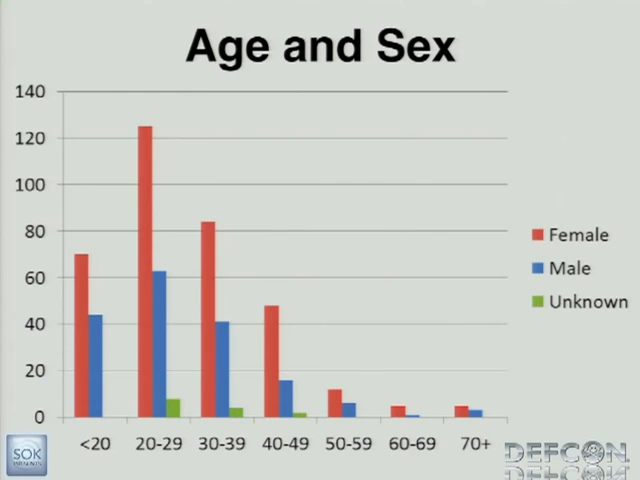 Age and Sex
140
120
100
80
60
40
20
0
<20 20-29 30-39 40-49 50-59 60-69 70+
Female
Male
Unknown
SOK
DEFCON